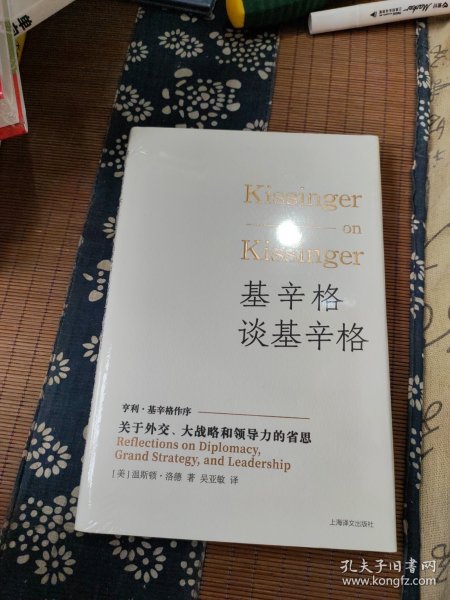 Marker
Kissinger
on
Kissinger
基辛格
谈基辛格
亨利·基辛格作序
关于外交、大战略和领导力的省思
Reflections on Diplomacy,
Grand Strategy, and Leadership
[美]温斯顿·洛德 著 吴亚敏 译
上海译文出版社
孔夫子旧书网
www.kongfz.com